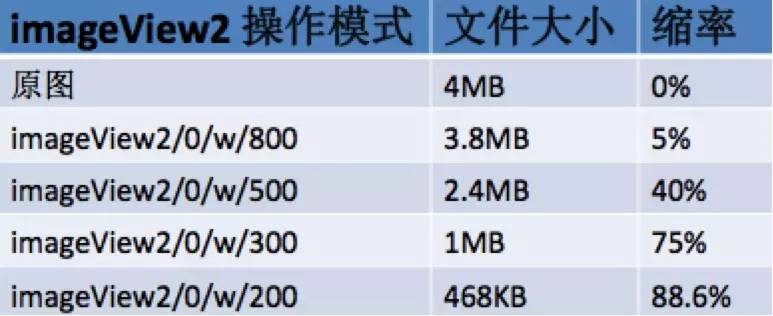 imageView2 操作模式 文件大小 缩率
原图 4MB 0%
imageView2/0/w/800 3.8MB 5%
imageView2/0/w/500 2.4MB 40%
imageView2/0/w/300 1MB 75%
imageView2/0/w/200 468KB 88.6%